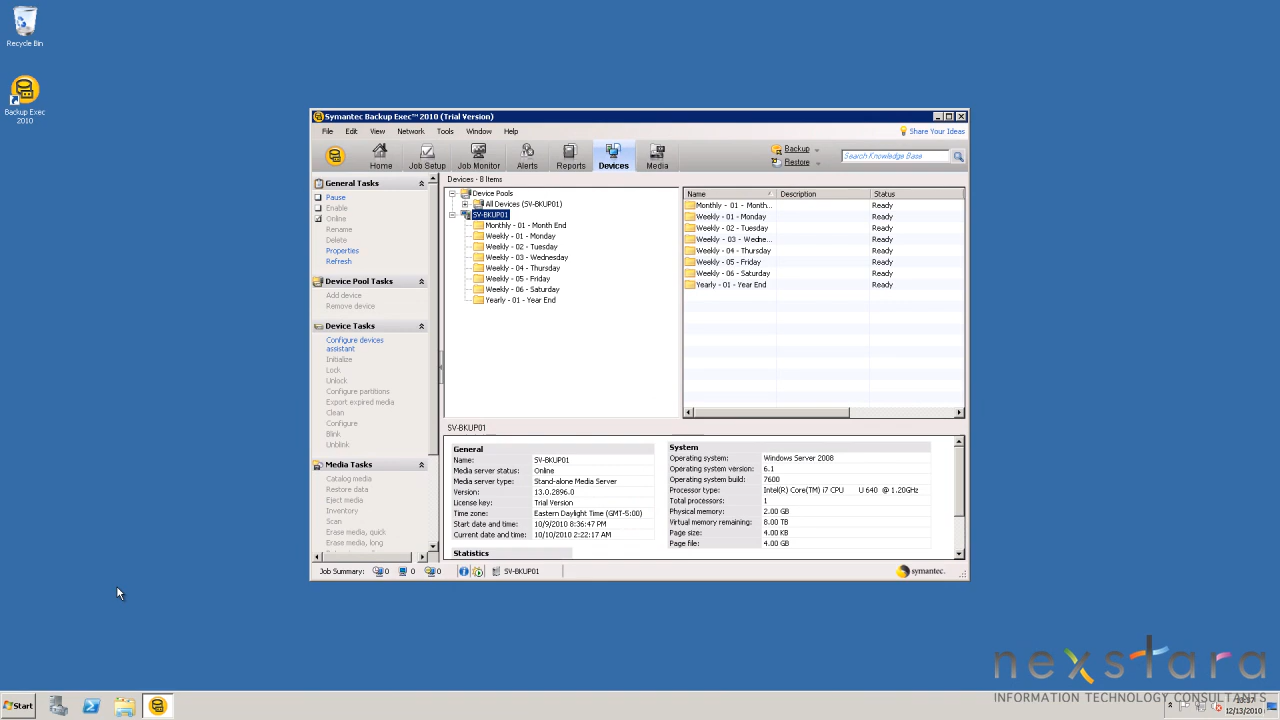 Recycle Bin
Backup Exec
2010
Symantec Backup Exec™ 2010 (Trial Version)
File Edit View Network Tools Window Help
Share Your Ideas
Home Job Setup Job Monitor Alerts Reports Devices Media
Backup
Restore
Search Knowledge Base
General Tasks
Pause
Enable
Online
Rename
Delete
Properties
Refresh
Device Pool Tasks
Add device
Remove device
Device Tasks
Configure devices
assistant
Initialize
Lock
Unlock
Configure partitions
Export expired media
Clean
Configure
Blink
Unblink
Media Tasks
Catalog media
Restore data
Eject media
Inventory
Scan
Erase media, quick
Erase media, long
Devices - 8 Items
Device Pools
All Devices (SV-BKUP01)
SV-BKUP01
Monthly - 01 - Month End
Weekly - 01 - Monday
Weekly - 02 - Tuesday
Weekly - 03 - Wednesday
Weekly - 04 - Thursday
Weekly - 05 - Friday
Weekly - 06 - Saturday
Yearly - 01 - Year End
Name Description Status
Monthly - 01 - Month... Ready
Weekly - 01 - Monday Ready
Weekly - 02 - Tuesday Ready
Weekly - 03 - Wedne... Ready
Weekly - 04 - Thursday Ready
Weekly - 05 - Friday Ready
Weekly - 06 - Saturday Ready
Yearly - 01 - Year End Ready
SV-BKUP01
General
Name: SV-BKUP01
Media server status: Online
Media server type: Stand-alone Media Server
Version: 13.0.2896.0
License key: Trial Version
Time zone: Eastern Daylight Time (GMT-5:00)
Start date and time: 10/9/2010 8:36:47 PM
Current date and time: 10/10/2010 2:22:17 AM
Statistics
System
Operating system: Windows Server 2008
Operating system version: 6.1
Operating system build: 7600
Processor type: Intel(R) Core(TM) i7 CPU U 640 @ 1.20GHz
Total processors: 1
Physical memory: 2.00 GB
Virtual memory remaining: 8.00 TB
Page size: 4.00 KB
Page file: 4.00 GB
Job Summary: 0 0 0 SV-BKUP01
symantec.
nexstara
INFORMATION TECHNOLOGY CONSULTANTS
Start
12/13/2010